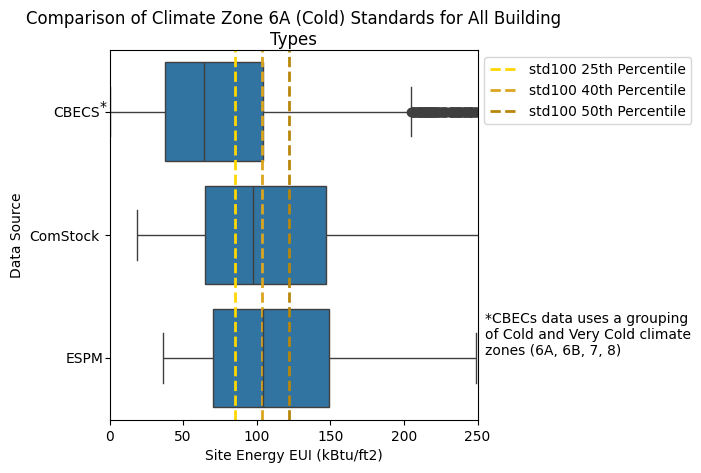 Comparison of Climate Zone 6A (Cold) Standards for All Building
Types
std100 25th Percentile
std100 40th Percentile
std100 50th Percentile
CBECS*
ComStock
ESPM
Data Source
*CBECs data uses a grouping
of Cold and Very Cold climate
zones (6A, 6B, 7, 8)
0 50 100 150 200 250
Site Energy EUI (kBtu/ft2)